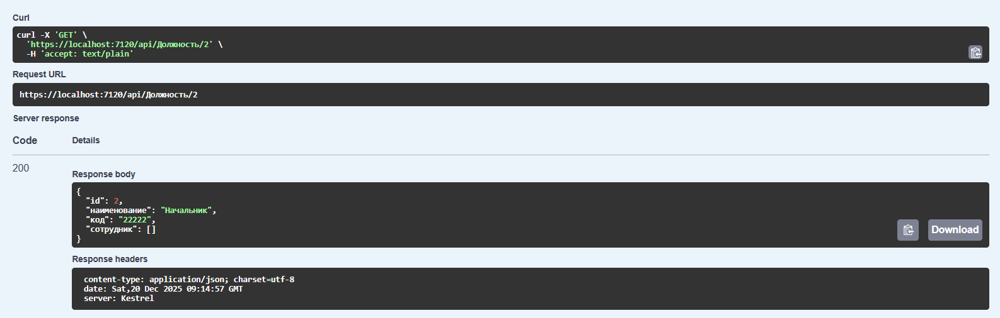 Curl
curl -X 'GET' \
  'https://localhost:7120/api/Должность/2' \
  -H 'accept: text/plain'
Request URL
https://localhost:7120/api/Должность/2
Server response
Code Details
200
Response body
{
  "id": 2,
  "наименование": "Начальник",
  "код": "22222",
  "сотрудник": []
}
Download
Response headers
content-type: application/json; charset=utf-8
date: Sat,20 Dec 2025 09:14:57 GMT
server: Kestrel